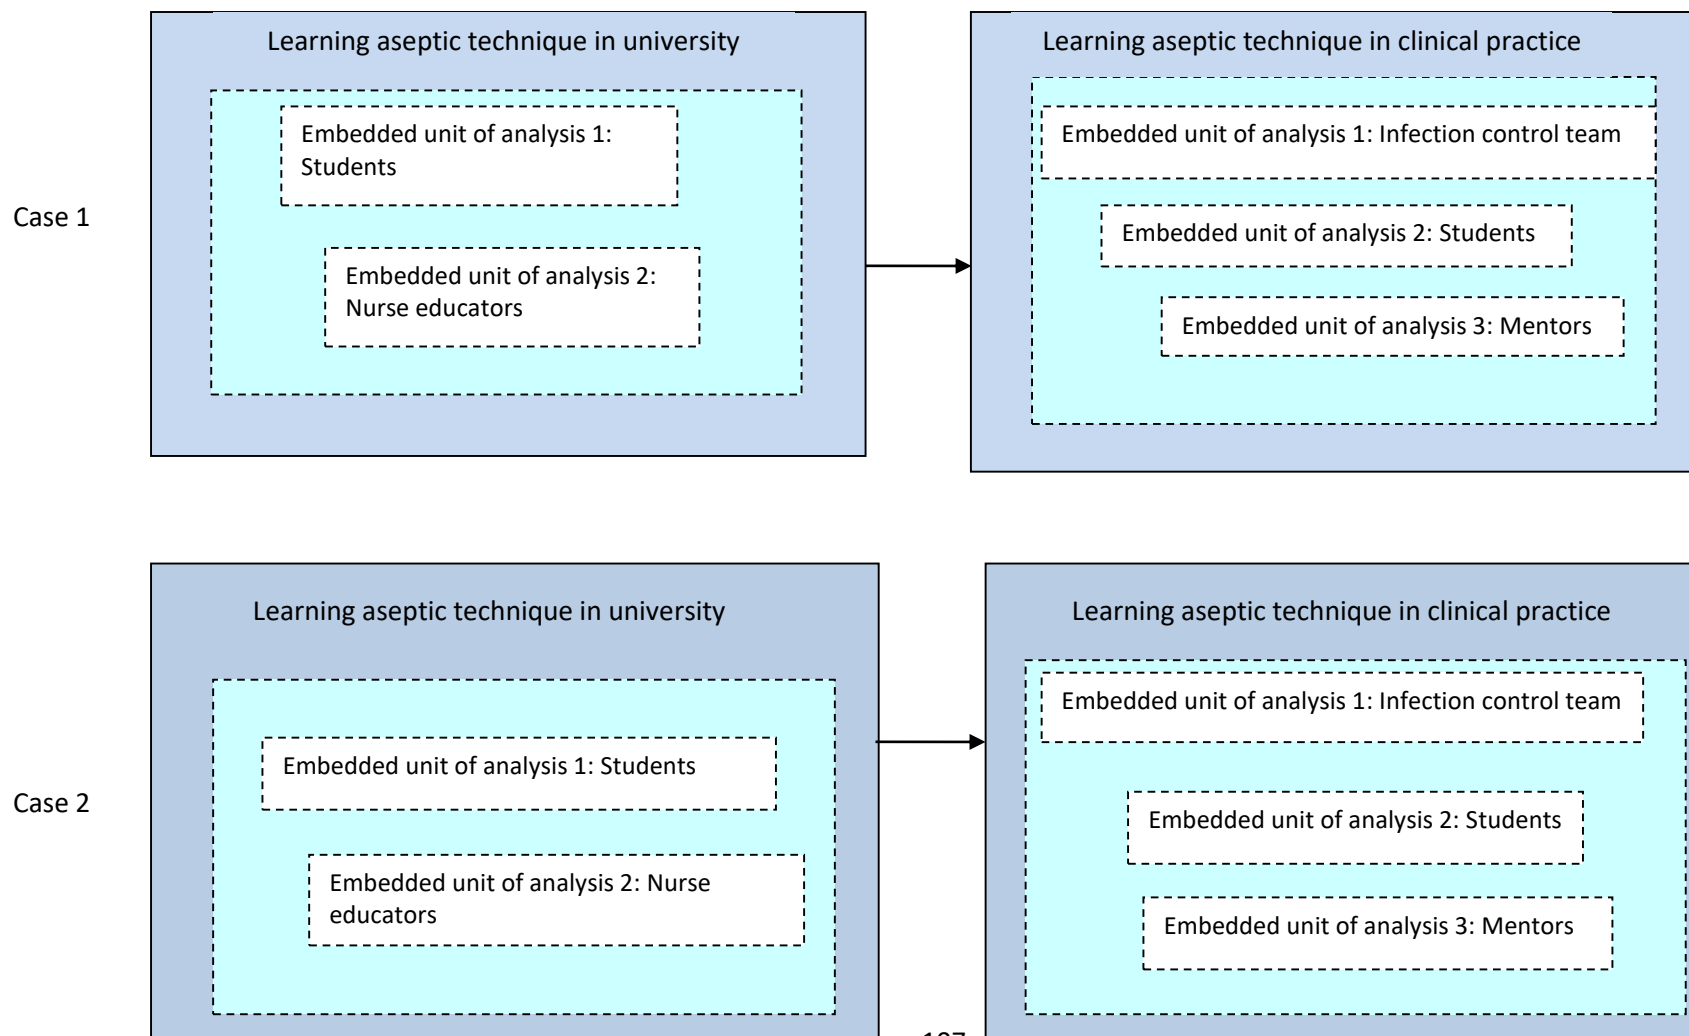 Learning aseptic technique in university
Embedded unit of analysis 1:
Students
Embedded unit of analysis 2:
Nurse educators
Learning aseptic technique in clinical practice
Embedded unit of analysis 1: Infection control team
Embedded unit of analysis 2: Students
Embedded unit of analysis 3: Mentors
Case 1
Learning aseptic technique in university
Embedded unit of analysis 1: Students
Embedded unit of analysis 2: Nurse
educators
Learning aseptic technique in clinical practice
Embedded unit of analysis 1: Infection control team
Embedded unit of analysis 2: Students
Embedded unit of analysis 3: Mentors
Case 2